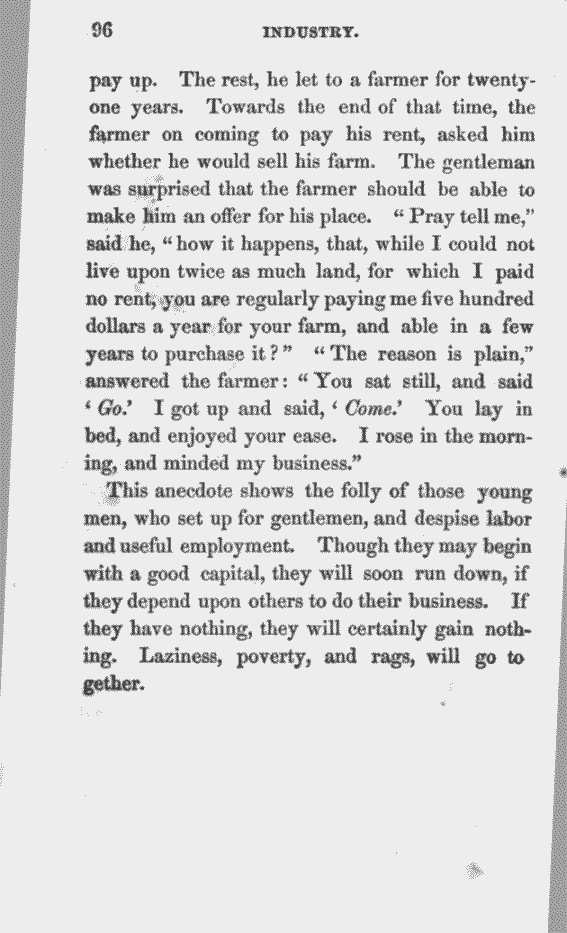 96 INDUSTRY.
pay up. The rest, he let to a farmer for twenty-
one years. Towards the end of that time, the
farmer on coming to pay his rent, asked him
whether he would sell his farm. The gentleman
was surprised that the farmer should be able to
make him an offer for his place. “Pray tell me,”
said he, “how it happens, that, while I could not
live upon twice as much land, for which I paid
no rent, you are regularly paying me five hundred
dollars a year for your farm, and able in a few
years to purchase it?” “The reason is plain,”
answered the farmer: “You sat still, and said
‘Go.’ I got up and said, ‘Come.’ You lay in
bed, and enjoyed your ease. I rose in the morn-
ing, and minded my business.”
This anecdote shows the folly of those young
men, who set up for gentlemen, and despise labor
and useful employment. Though they may begin
with a good capital, they will soon run down, if
they depend upon others to do their business. If
they have nothing, they will certainly gain noth-
ing. Laziness, poverty, and rags, will go to
gether.